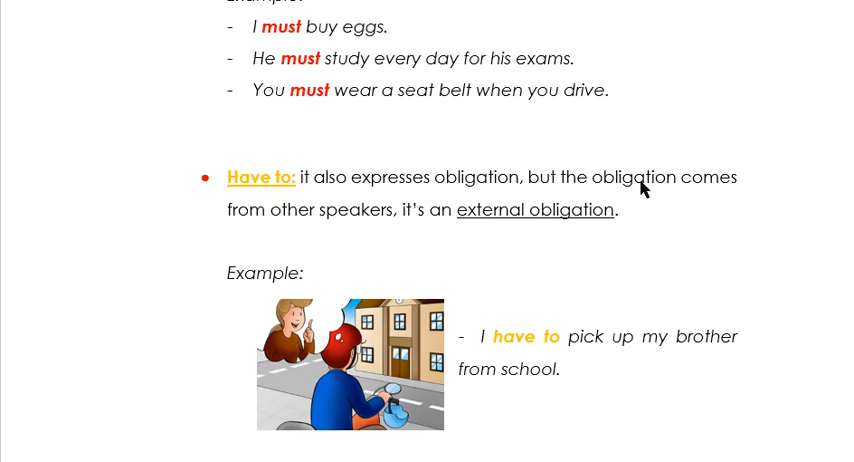 - I must buy eggs.
- He must study every day for his exams.
- You must wear a seat belt when you drive.
• Have to: it also expresses obligation, but the obligation comes
from other speakers, it's an external obligation.
Example:
- I have to pick up my brother
from school.